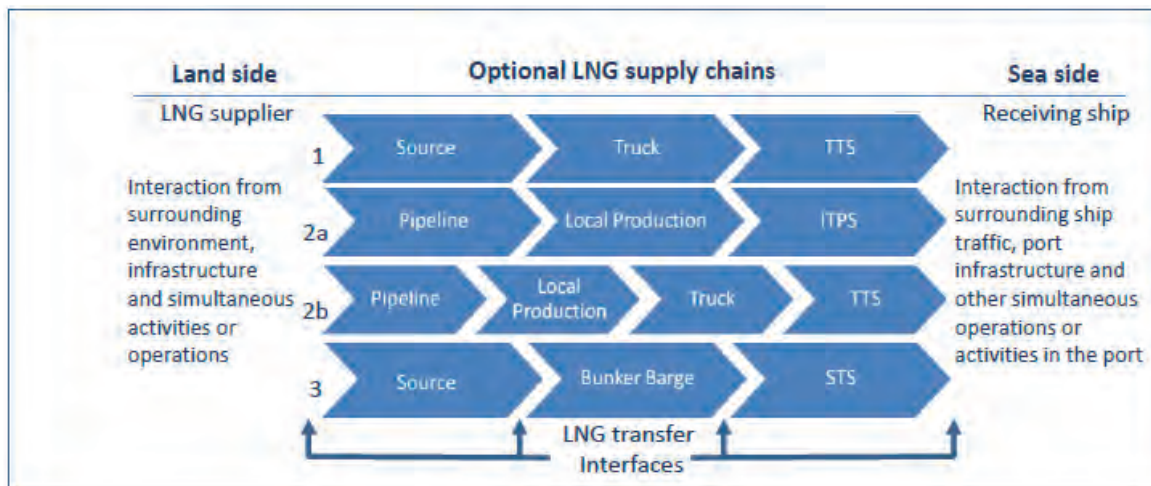 Land side
Optional LNG supply chains
Sea side
LNG supplier
Receiving ship
1
Source
Truck
TTS
Interaction from
surrounding
environment,
infrastructure
and simultaneous
activities or
operations
2a
Pipeline
Local Production
ITPS
2b
Pipeline
Local
Production
Truck
TTS
3
Source
Bunker Barge
STS
Interaction from
surrounding ship
traffic, port
infrastructure and
other simultaneous
operations or
activities in the port
LNG transfer
Interfaces